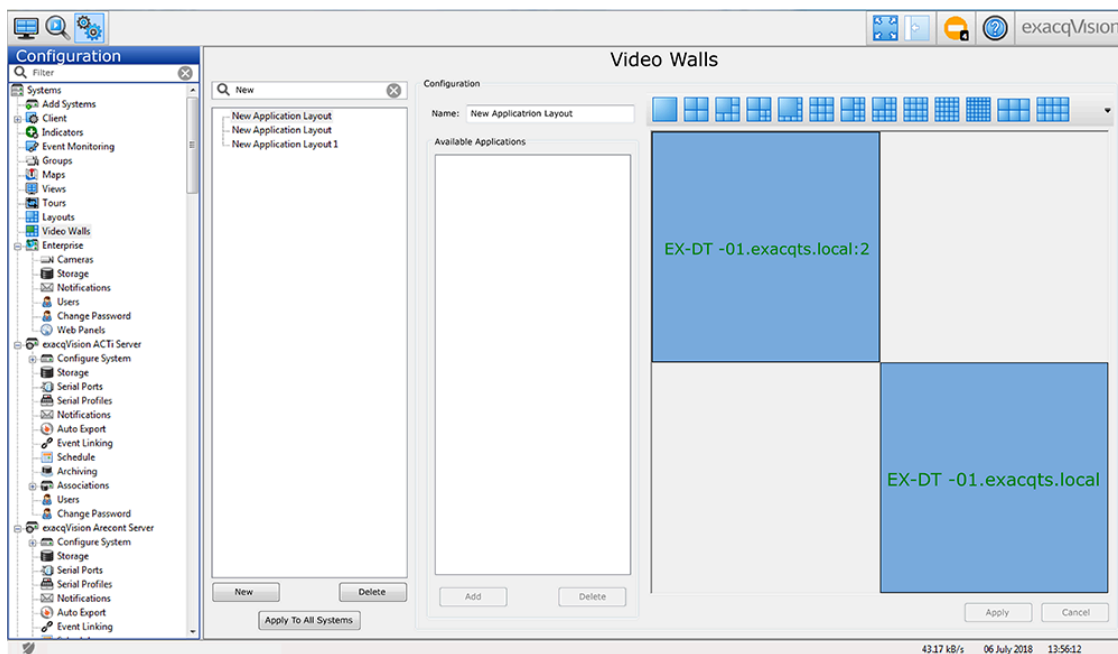 exacqVision
Configuration
Filter
Systems
Add Systems
Client
Indicators
Event Monitoring
Groups
Maps
Views
Tours
Layouts
Video Walls
Enterprise
Cameras
Storage
Notifications
Users
Change Password
Web Panels
exacqVision ACTi Server
Configure System
Storage
Serial Ports
Serial Profiles
Notifications
Auto Export
Event Linking
Schedule
Archiving
Associations
Users
Change Password
exacqVision Arecont Server
Configure System
Storage
Serial Ports
Serial Profiles
Notifications
Auto Export
Event Linking
Video Walls
New
New Application Layout
New Application Layout
New Application Layout 1
New Delete
Apply To All Systems
Configuration
Name: New Applicatrion Layout
Available Applications
Add Delete
EX-DT -01.exacqts.local:2
EX-DT -01.exacqts.local
Apply Cancel
43.17 kB/s 06 July 2018 13:56:12